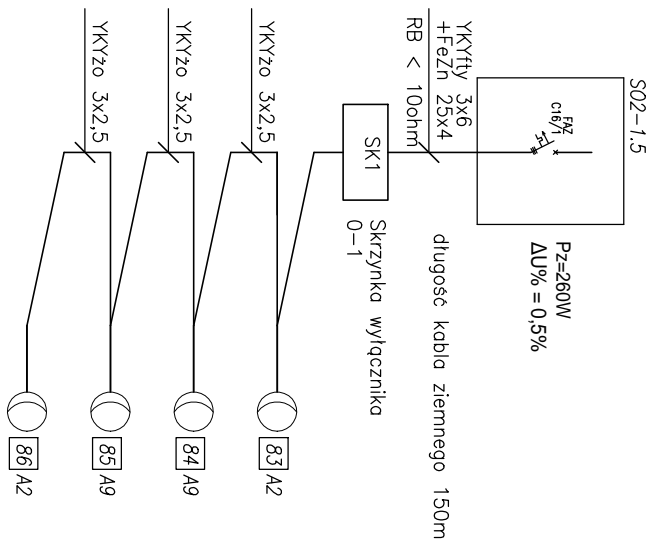 S02-1.5
FAZ
C16/1
Pz=260W
ΔU% = 0,5%
YKYfty 3x6
+FeZn 25x4
RB < 10ohm
długość kabla ziemnego 150m
SK1
Skrzynka wyłącznika
0-1
YKYżo 3x2,5
83 A2
YKYżo 3x2,5
84 A9
YKYżo 3x2,5
85 A9
86 A2